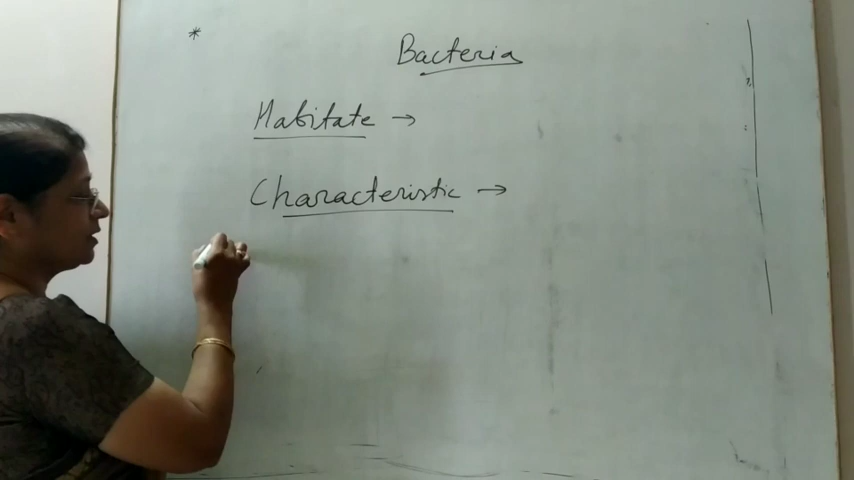 * Bacteria
Habitate →
Characteristic →